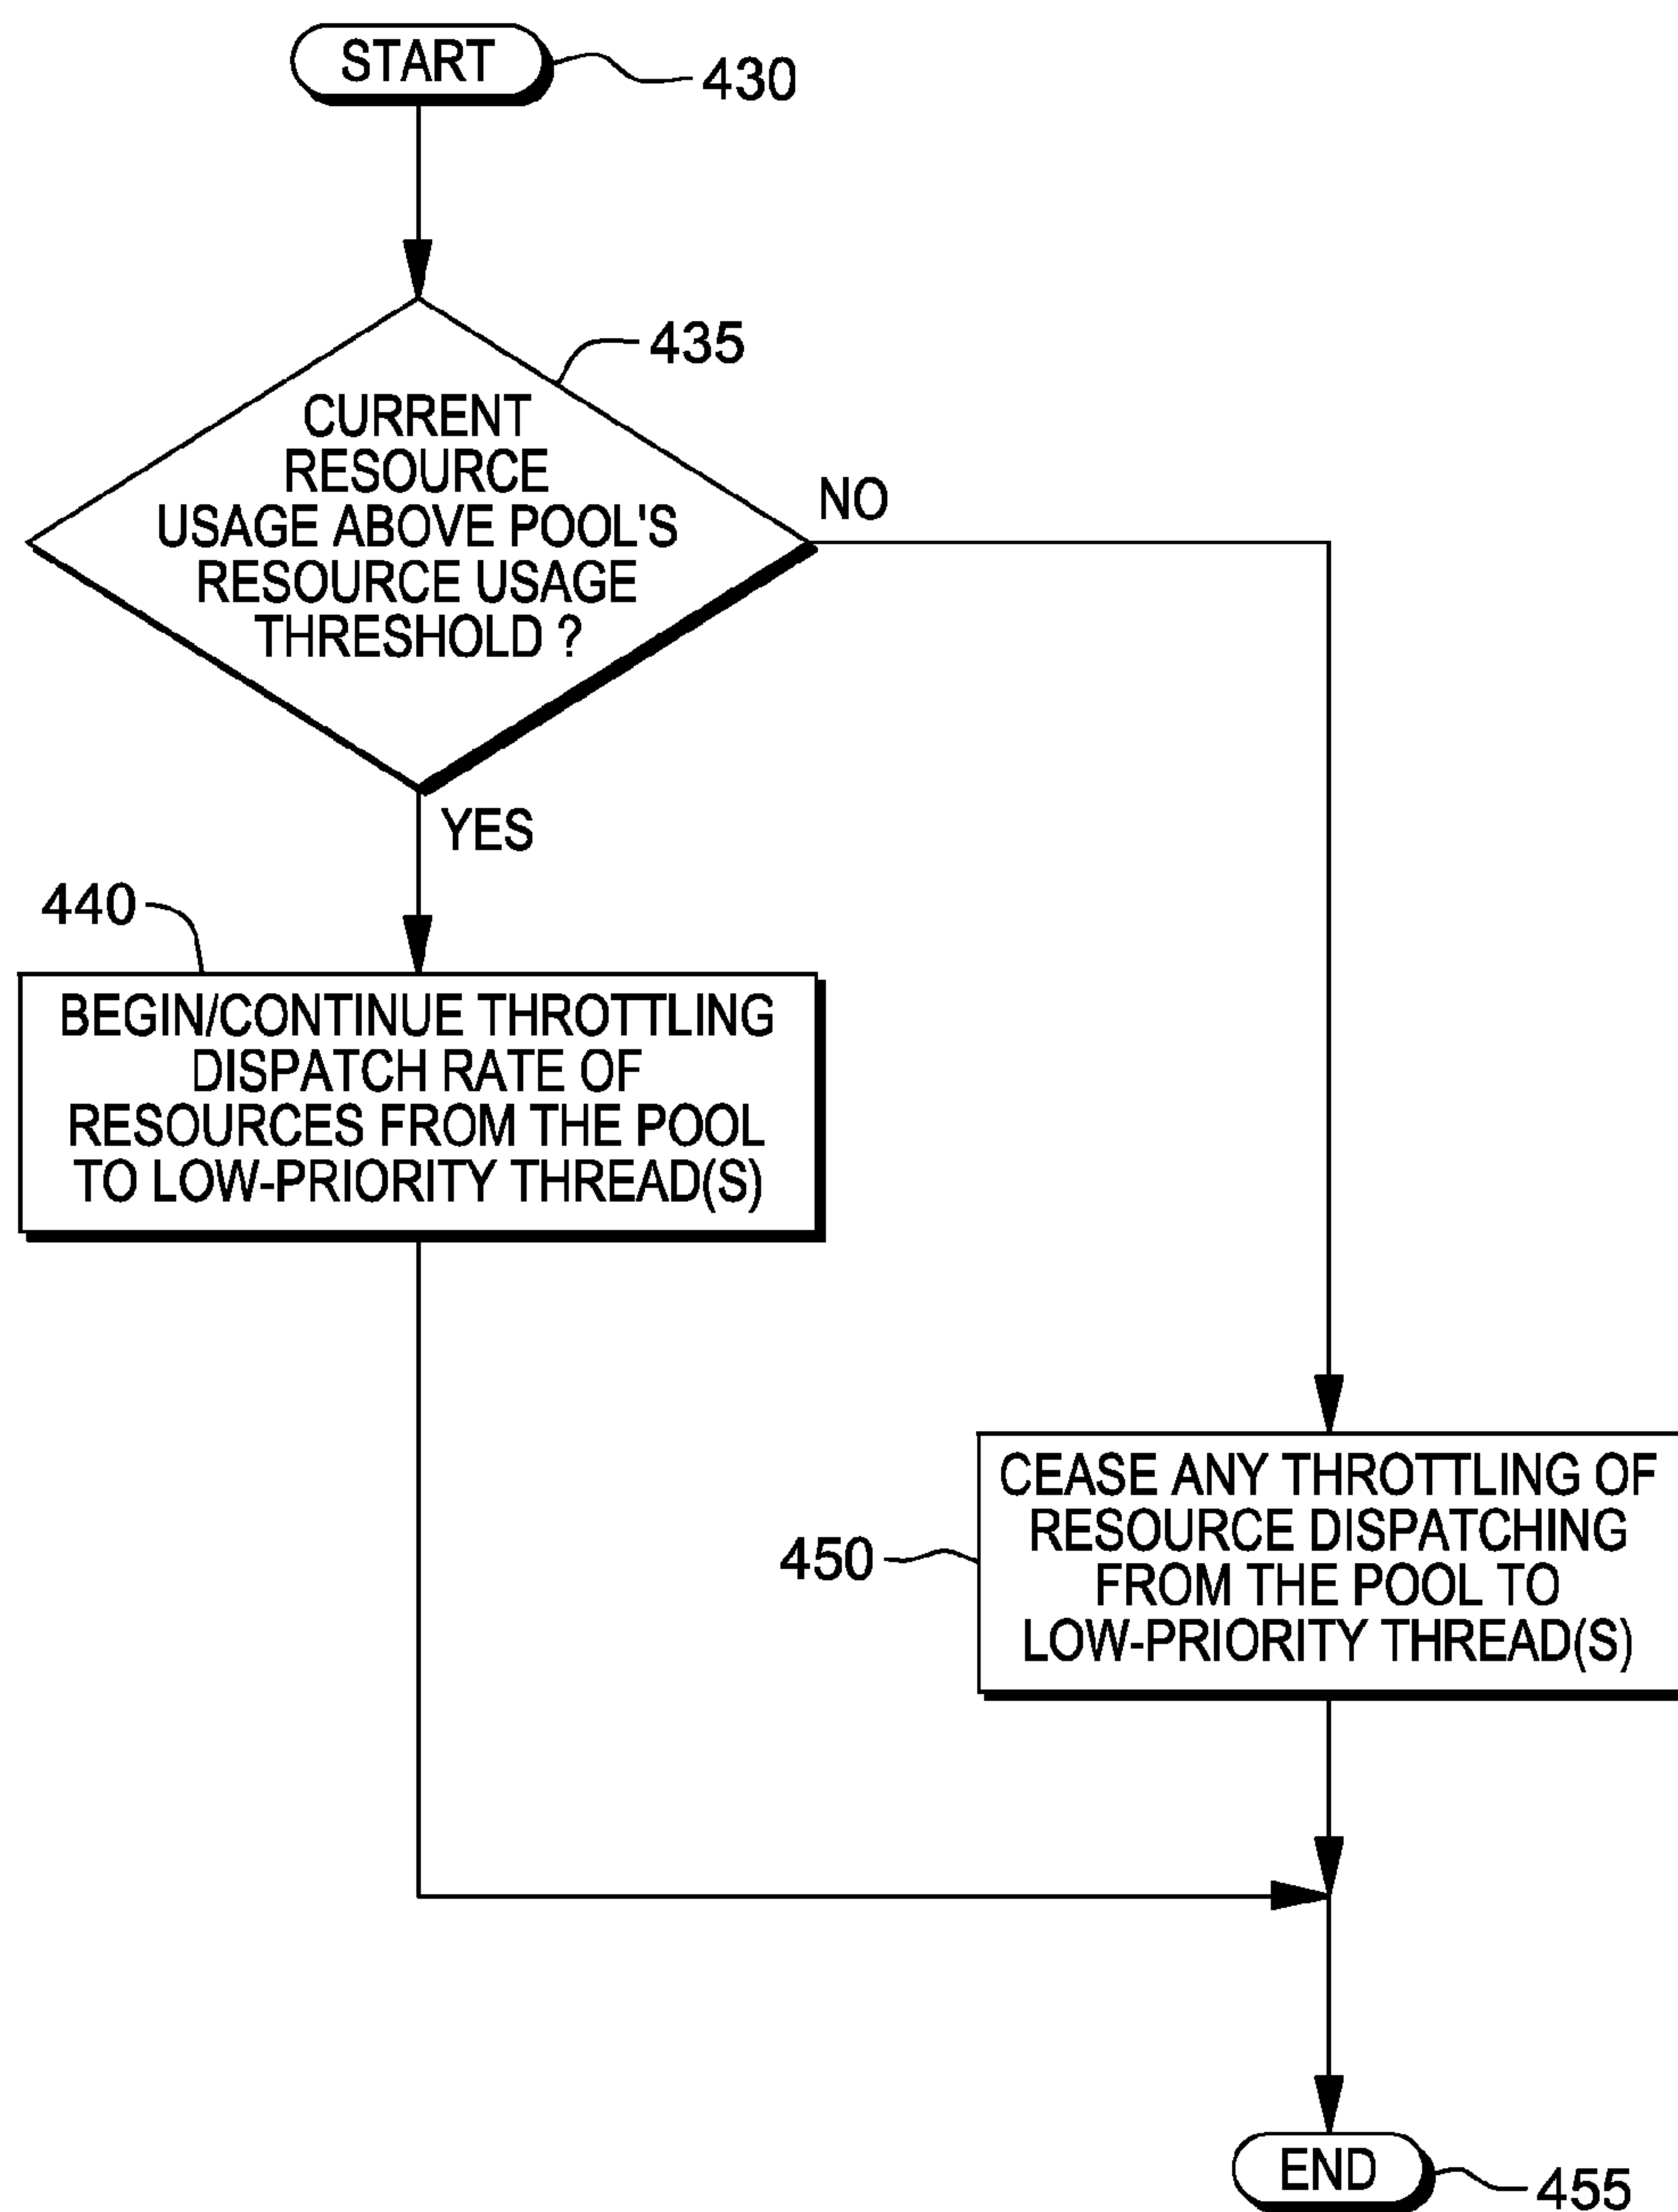 START
430
435
CURRENT
RESOURCE
USAGE ABOVE POOL'S
RESOURCE USAGE
THRESHOLD ?
NO
YES
440
BEGIN/CONTINUE THROTTLING
DISPATCH RATE OF
RESOURCES FROM THE POOL
TO LOW-PRIORITY THREAD(S)
CEASE ANY THROTTLING OF
RESOURCE DISPATCHING
FROM THE POOL TO
LOW-PRIORITY THREAD(S)
450
END
455